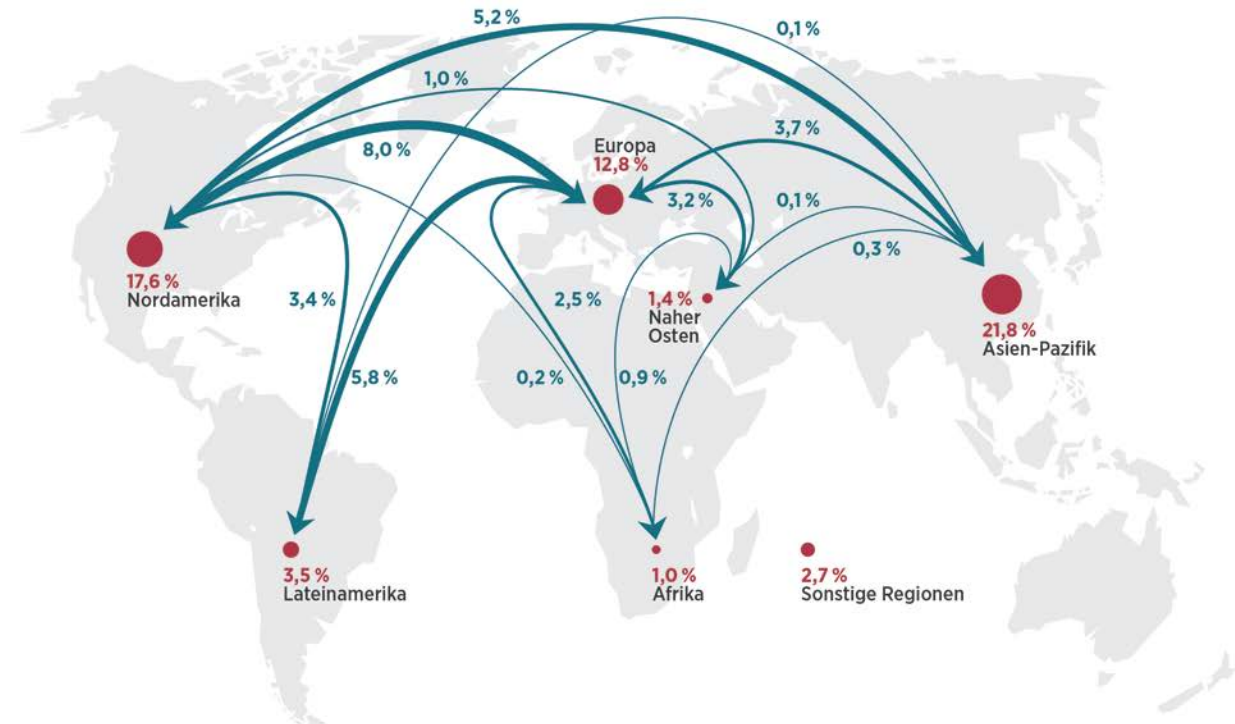 5,2 %
0,1 %
1,0 %
8,0 %
Europa
12,8 %
3,7 %
3,2 %
0,1 %
0,3 %
17,6 %
Nordamerika
3,4 %
2,5 %
1,4 %
Naher
Osten
21,8 %
Asien-Pazifik
5,8 %
0,2 %
0,9 %
3,5 %
Lateinamerika
1,0 %
Afrika
2,7 %
Sonstige Regionen